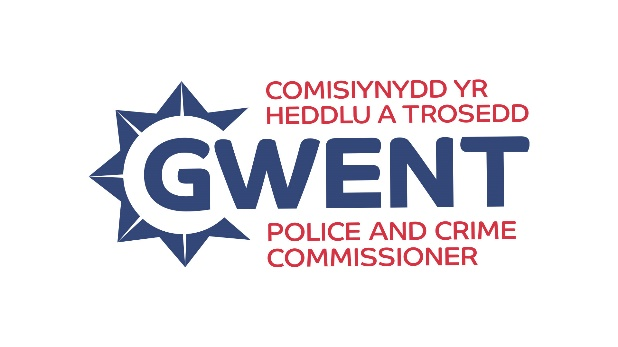 COMISIYNYDD YR
HEDDLU A TROSEDD
GWENT
POLICE AND CRIME
COMMISSIONER